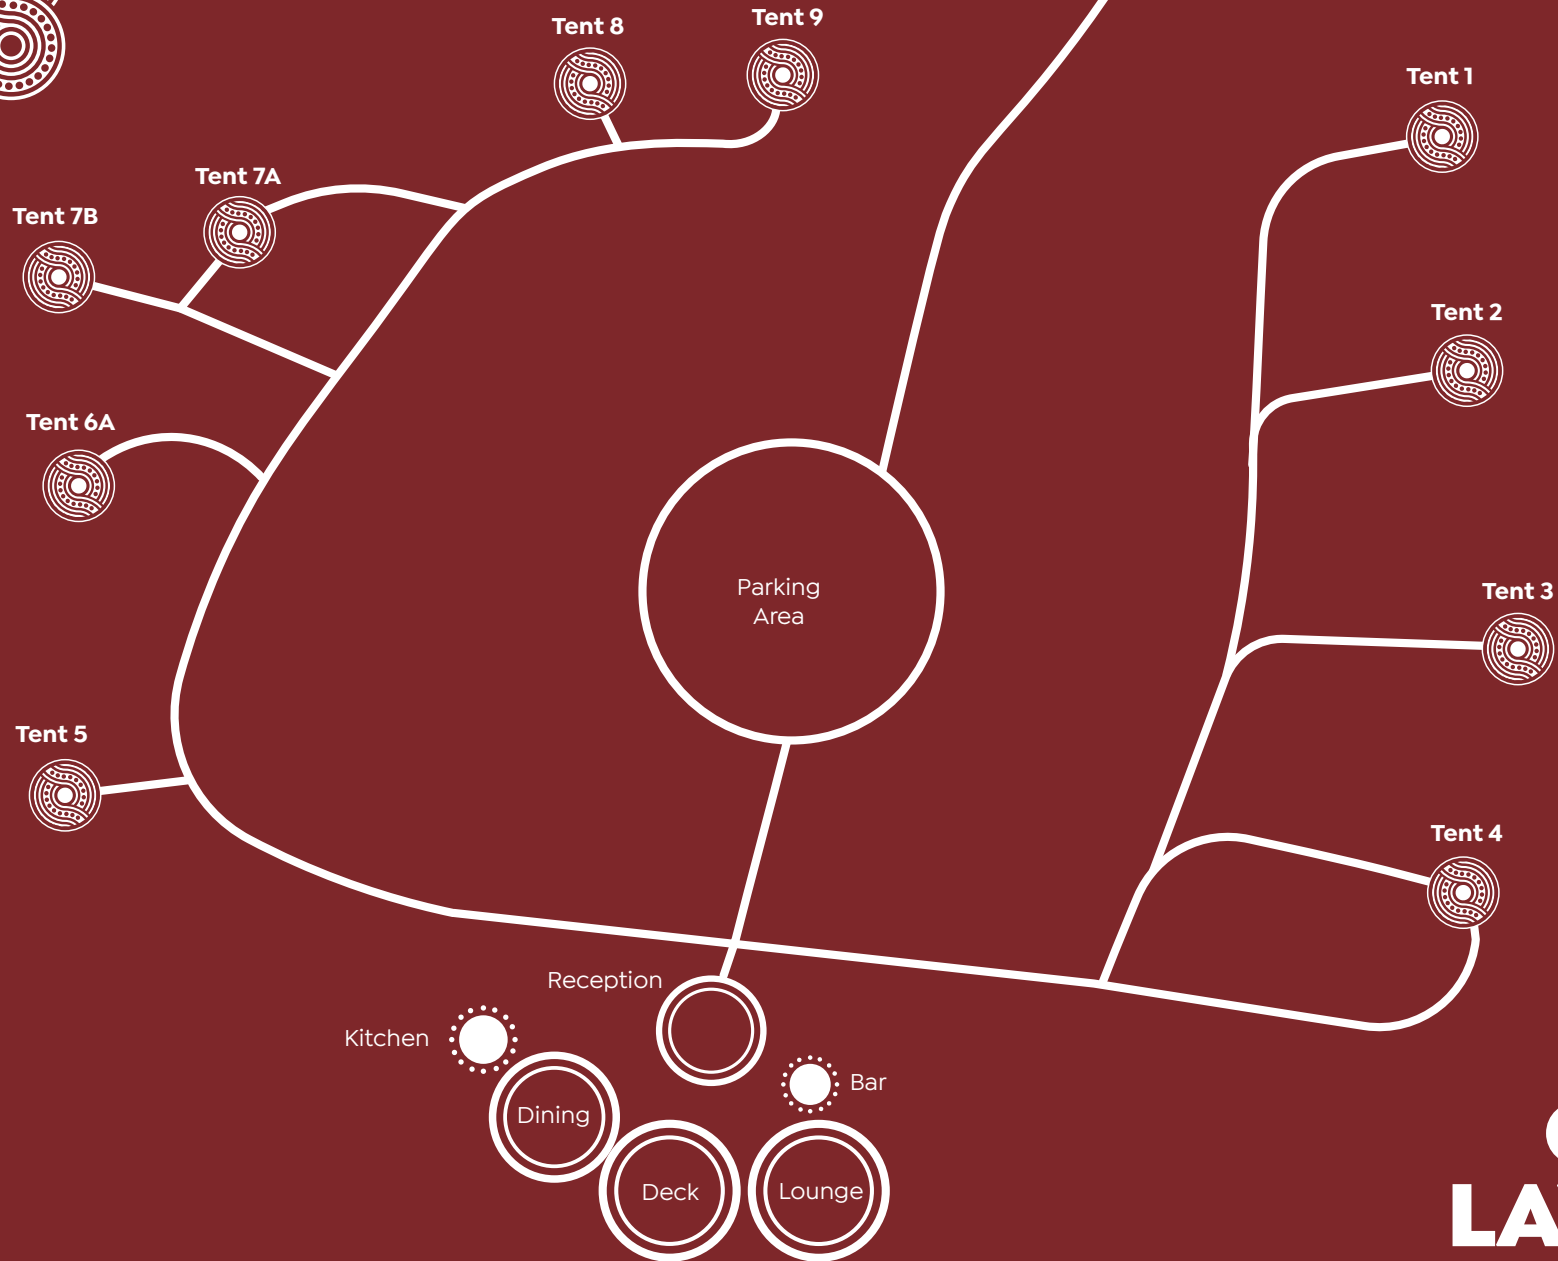 Tent 8
Tent 9
Tent 1
Tent 7A
Tent 7B
Tent 2
Tent 6A
Parking
Area
Tent 3
Tent 5
Tent 4
Reception
Kitchen
Bar
Dining
Deck
Lounge
LA